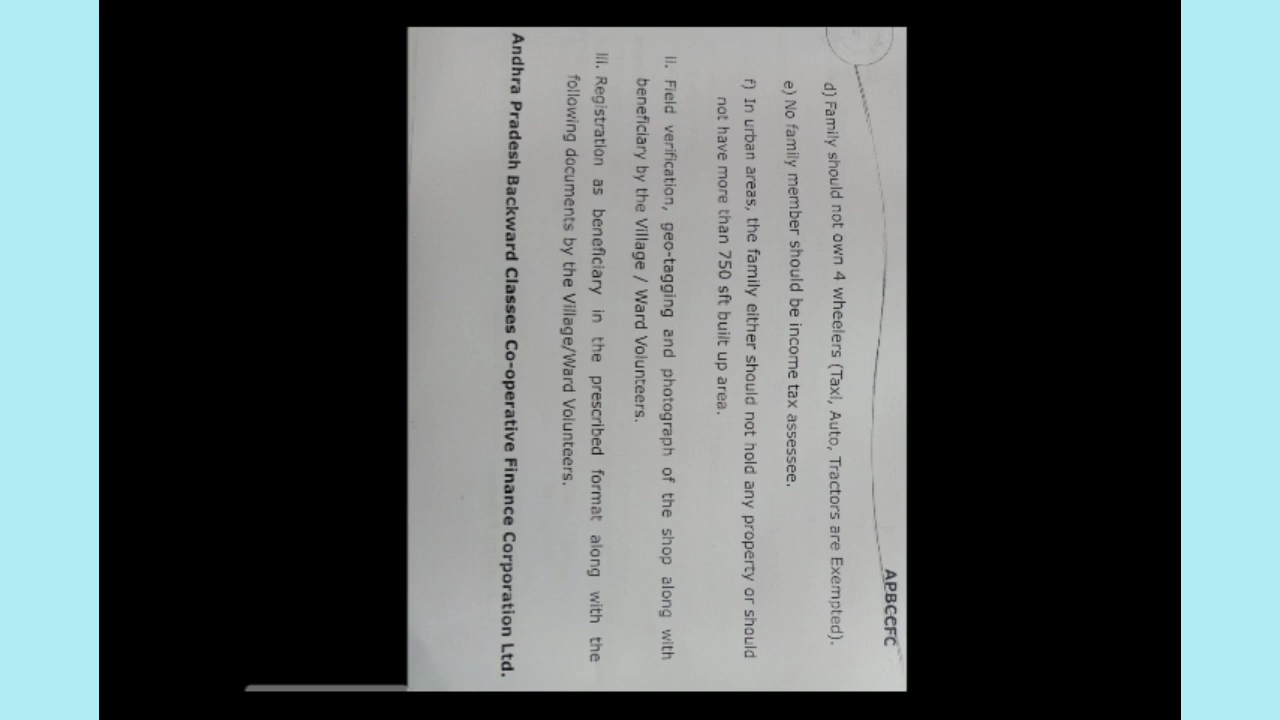 APBCCFC
d) Family should not own 4 wheelers (Taxi, Auto, Tractors are Exempted).
e) No family member should be income tax assessee.
f) In urban areas, the family either should not hold any property or should
not have more than 750 sft built up area.
ii. Field verification, geo-tagging and photograph of the shop along with
beneficiary by the Village / Ward Volunteers.
iii. Registration as beneficiary in the prescribed format along with the
following documents by the Village/Ward Volunteers.
Andhra Pradesh Backward Classes Co-operative Finance Corporation Ltd.